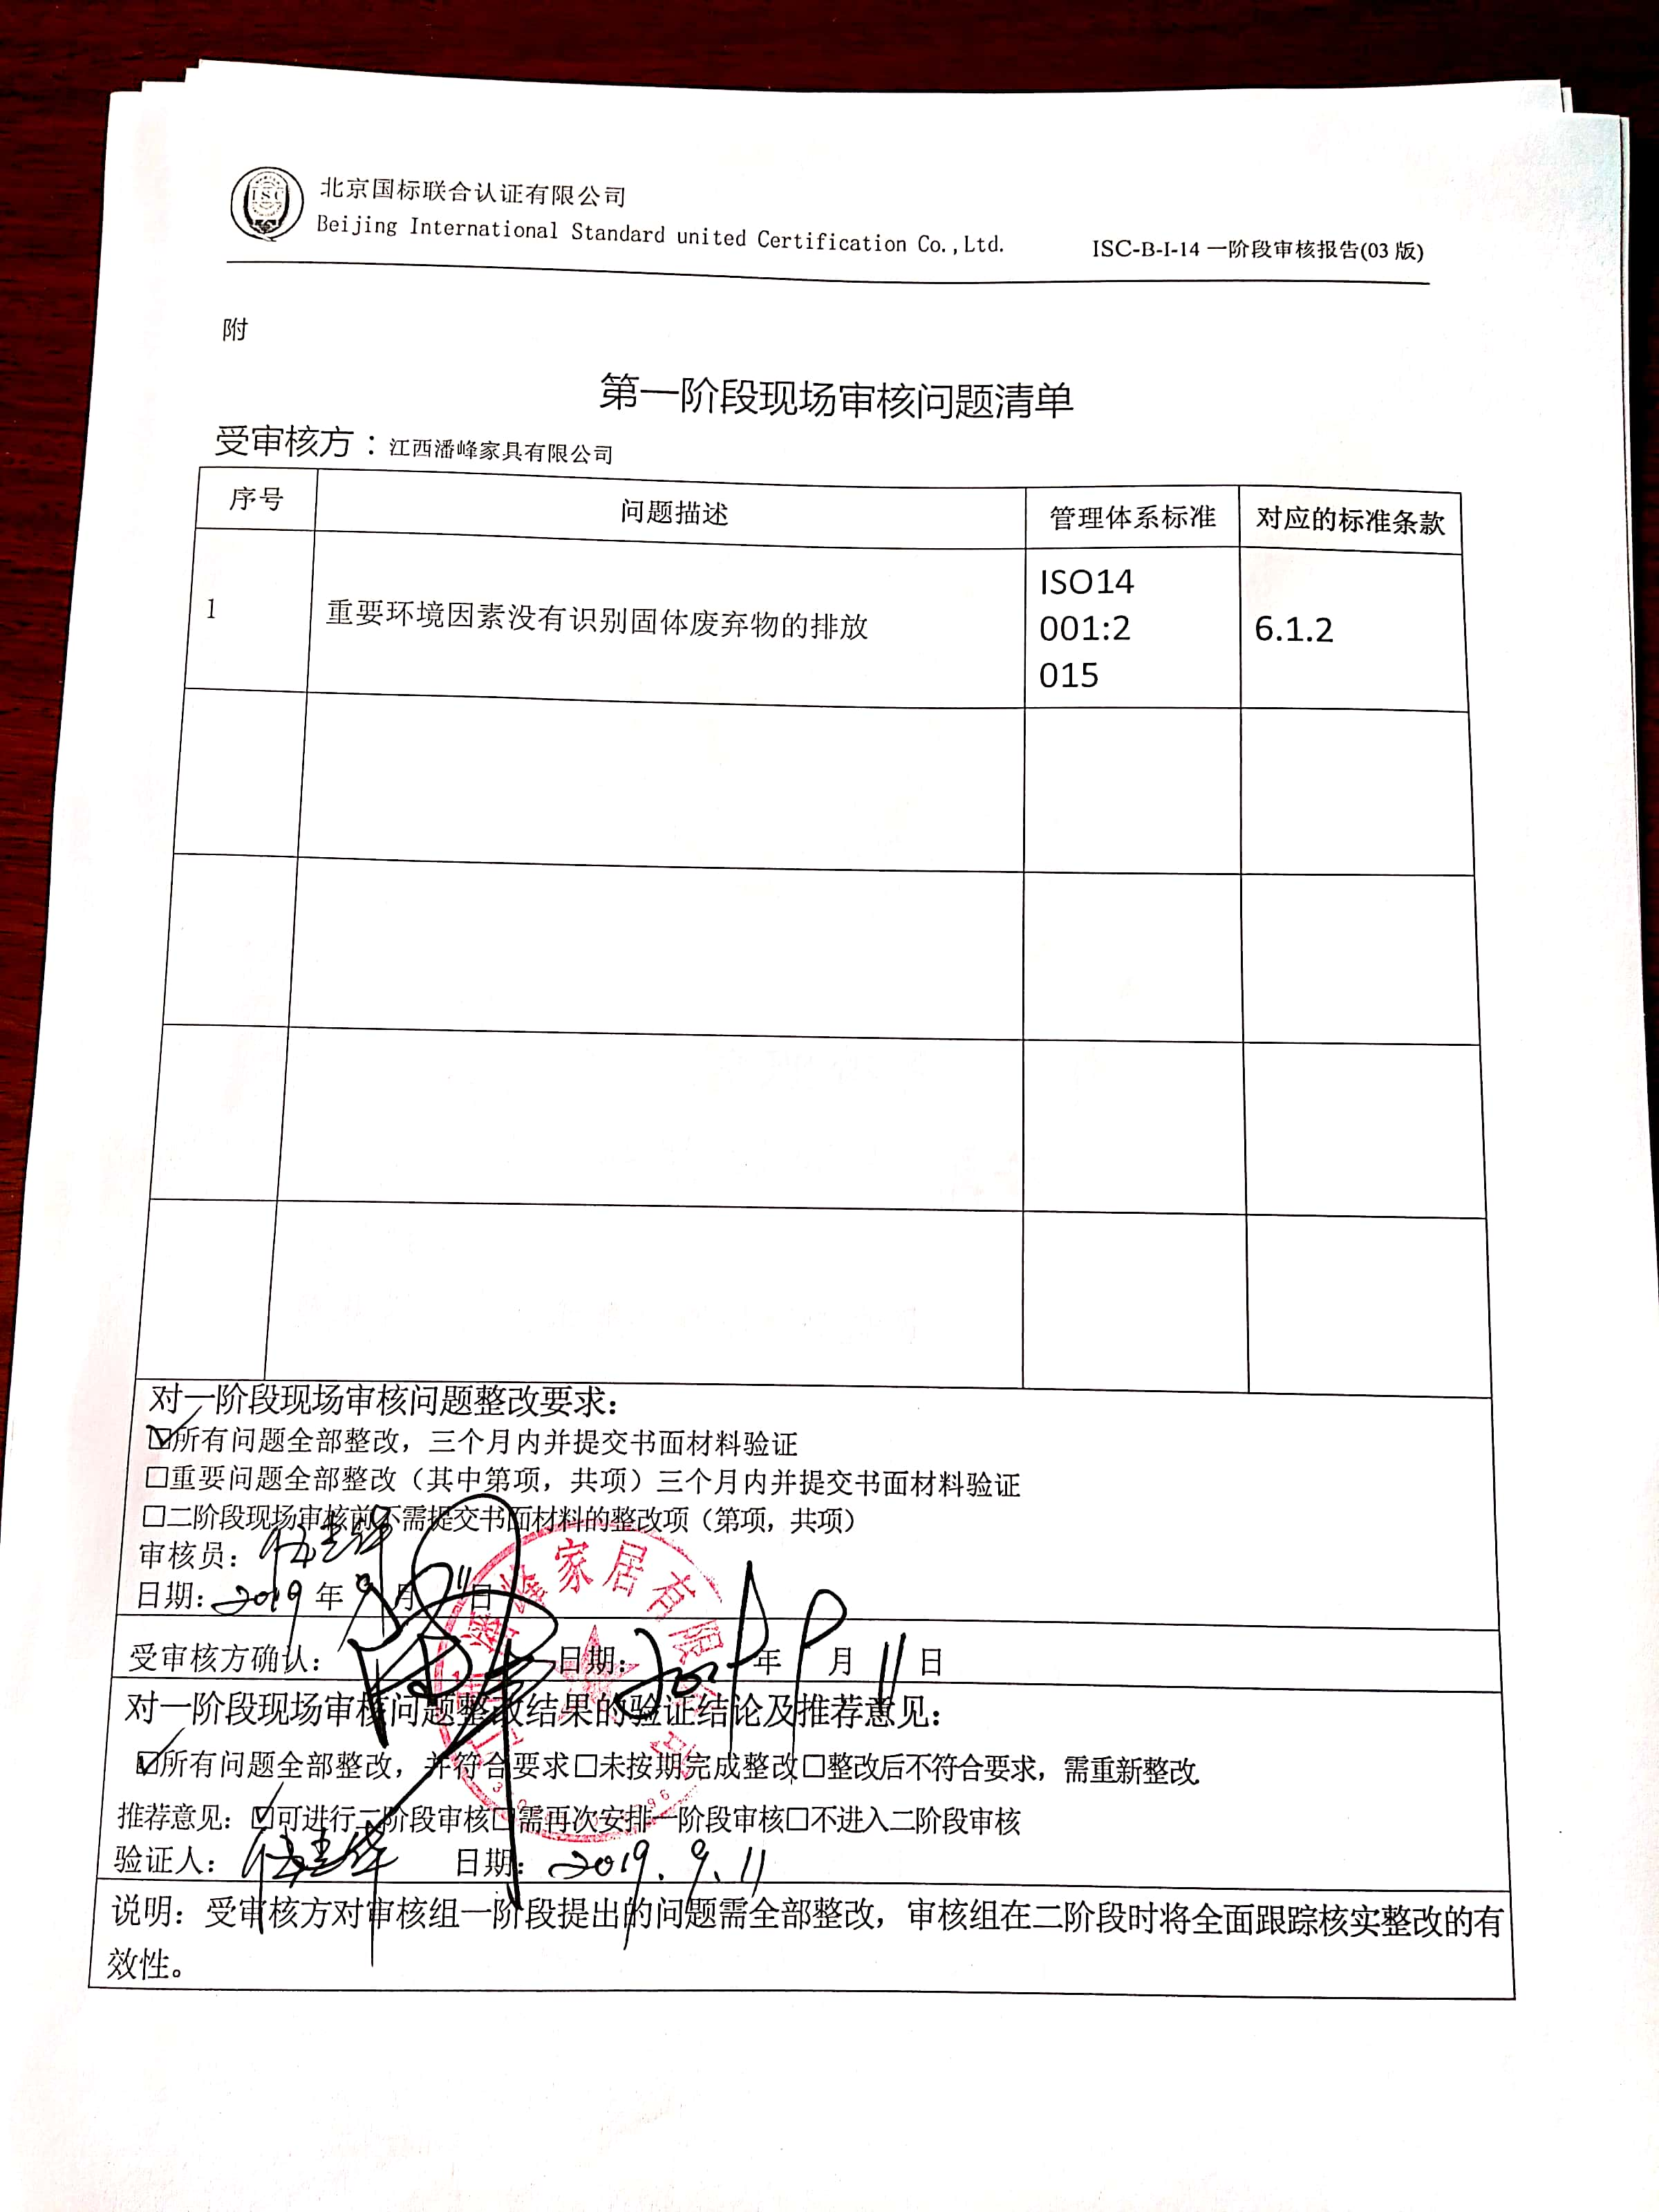 ISC
北京国标联合认证有限公司
Beijing International Standard united Certification Co.,Ltd.
ISC-B-I-14 一阶段审核报告(03 版)
附
第一阶段现场审核问题清单
受审核方：江西潘峰家具有限公司
序号 问题描述 管理体系标准 对应的标准条款
1 重要环境因素没有识别固体废弃物的排放 ISO14 6.1.2
001:2
015
对一阶段现场审核问题整改要求：
☑所有问题全部整改，三个月内并提交书面材料验证
□重要问题全部整改（其中第项，共项）三个月内并提交书面材料验证
□二阶段现场审核前不需提交书面材料的整改项（第项，共项）
审核员：
日期：2019 年 9 月 11 日
家居有限
受审核方确认： 日期：2019 年 9 月 11 日
对一阶段现场审核问题整改结果的验证结论及推荐意见：
☑所有问题全部整改，并符合要求□未按期完成整改□整改后不符合要求，需重新整改.
推荐意见：☑可进行二阶段审核□需再次安排一阶段审核□不进入二阶段审核
验证人： 日期：2019.9.11
说明：受审核方对审核组一阶段提出的问题需全部整改，审核组在二阶段时将全面跟踪核实整改的有
效性。